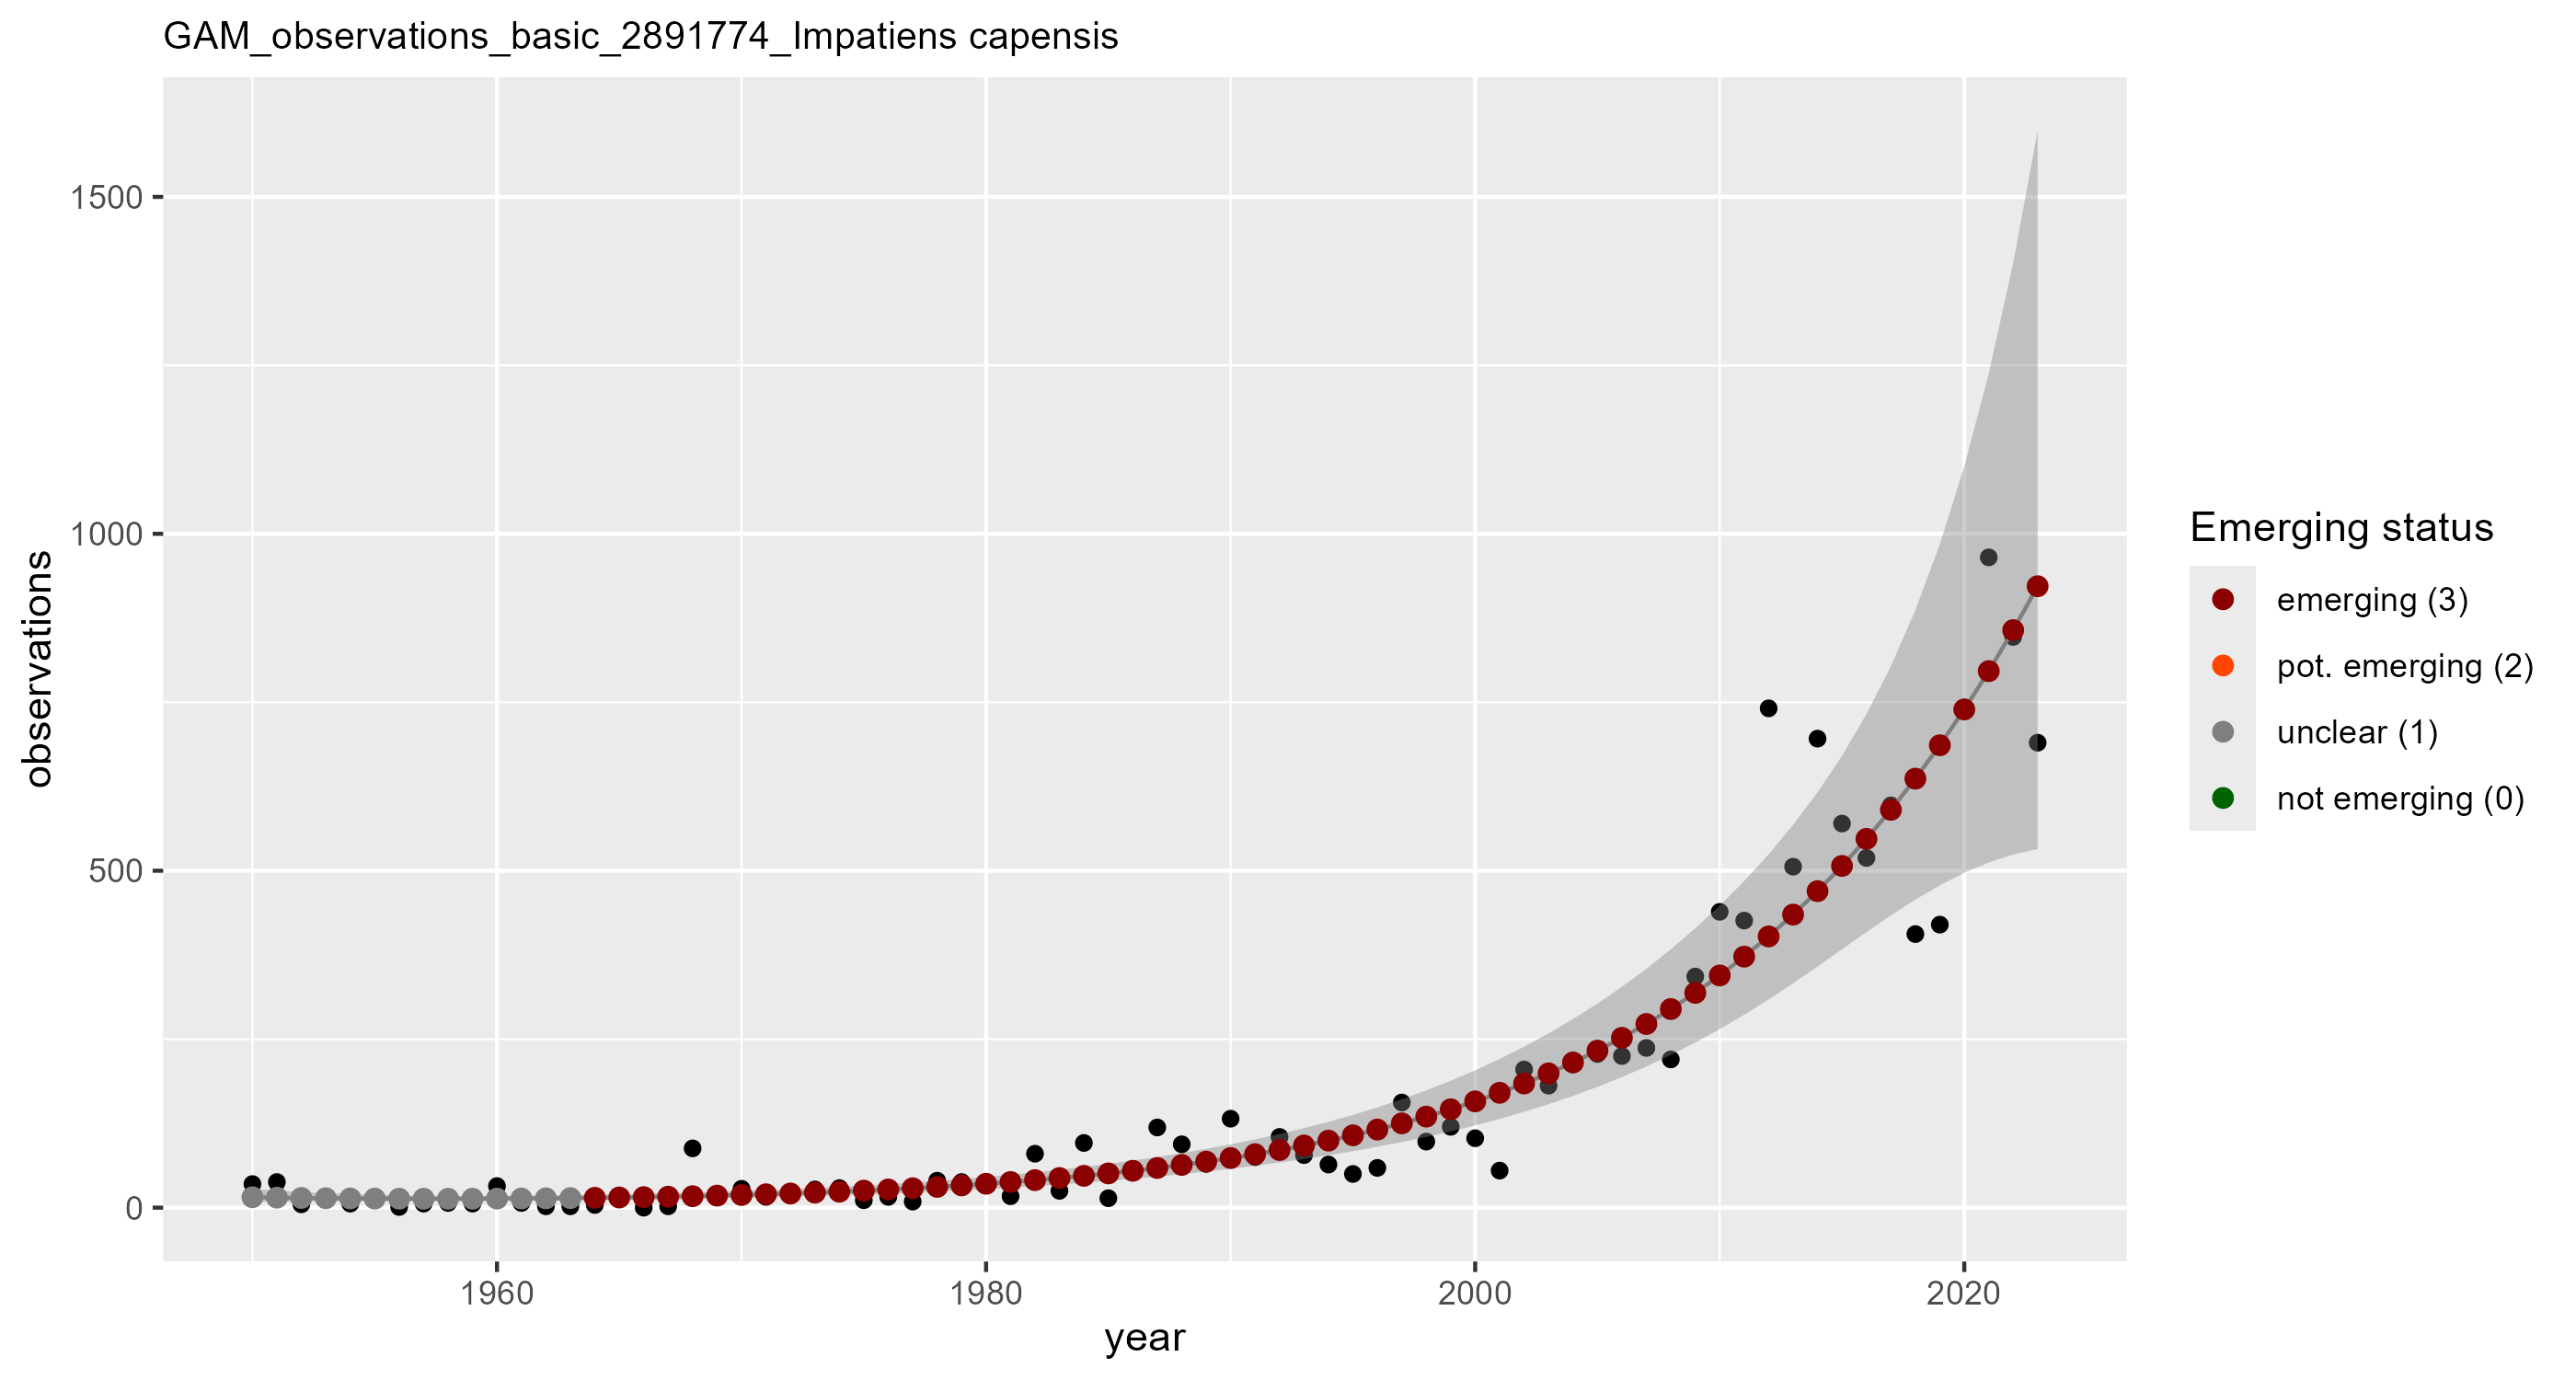 GAM_observations_basic_2891774_Impatiens capensis
1500
1000
500
0
observations
1960
1980
2000
2020
year
Emerging status
emerging (3)
pot. emerging (2)
unclear (1)
not emerging (0)